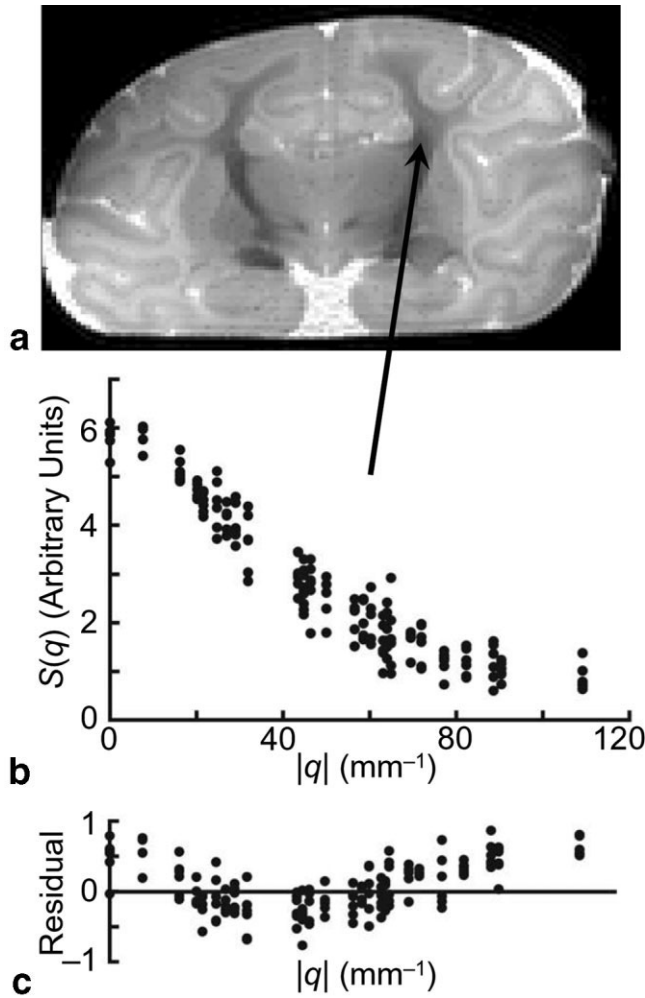 a
S(q) (Arbitrary Units)
6
4
2
0
0 40 80 120
|q| (mm–1)
b
Residual
1
0
–1
|q| (mm–1)
c